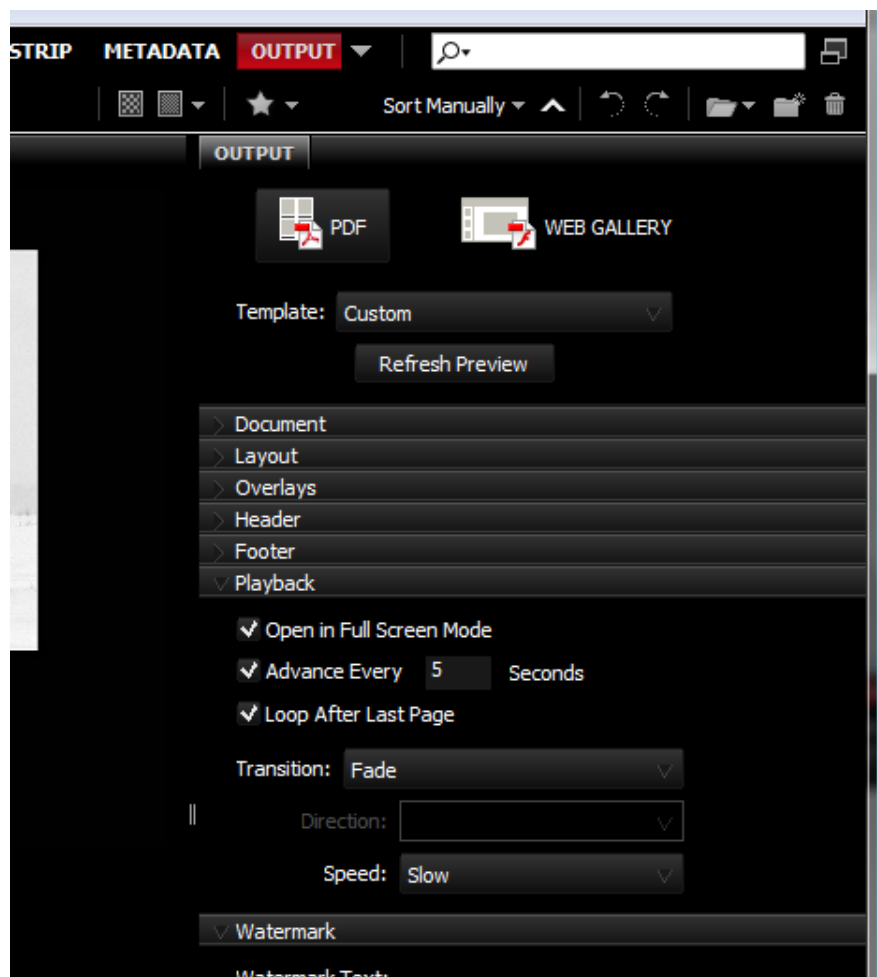 STRIP METADATA OUTPUT
Sort Manually
OUTPUT
PDF WEB GALLERY
Template: Custom
Refresh Preview
Document
Layout
Overlays
Header
Footer
Playback
Open in Full Screen Mode
Advance Every 5 Seconds
Loop After Last Page
Transition: Fade
Direction:
Speed: Slow
Watermark
Watermark Text: